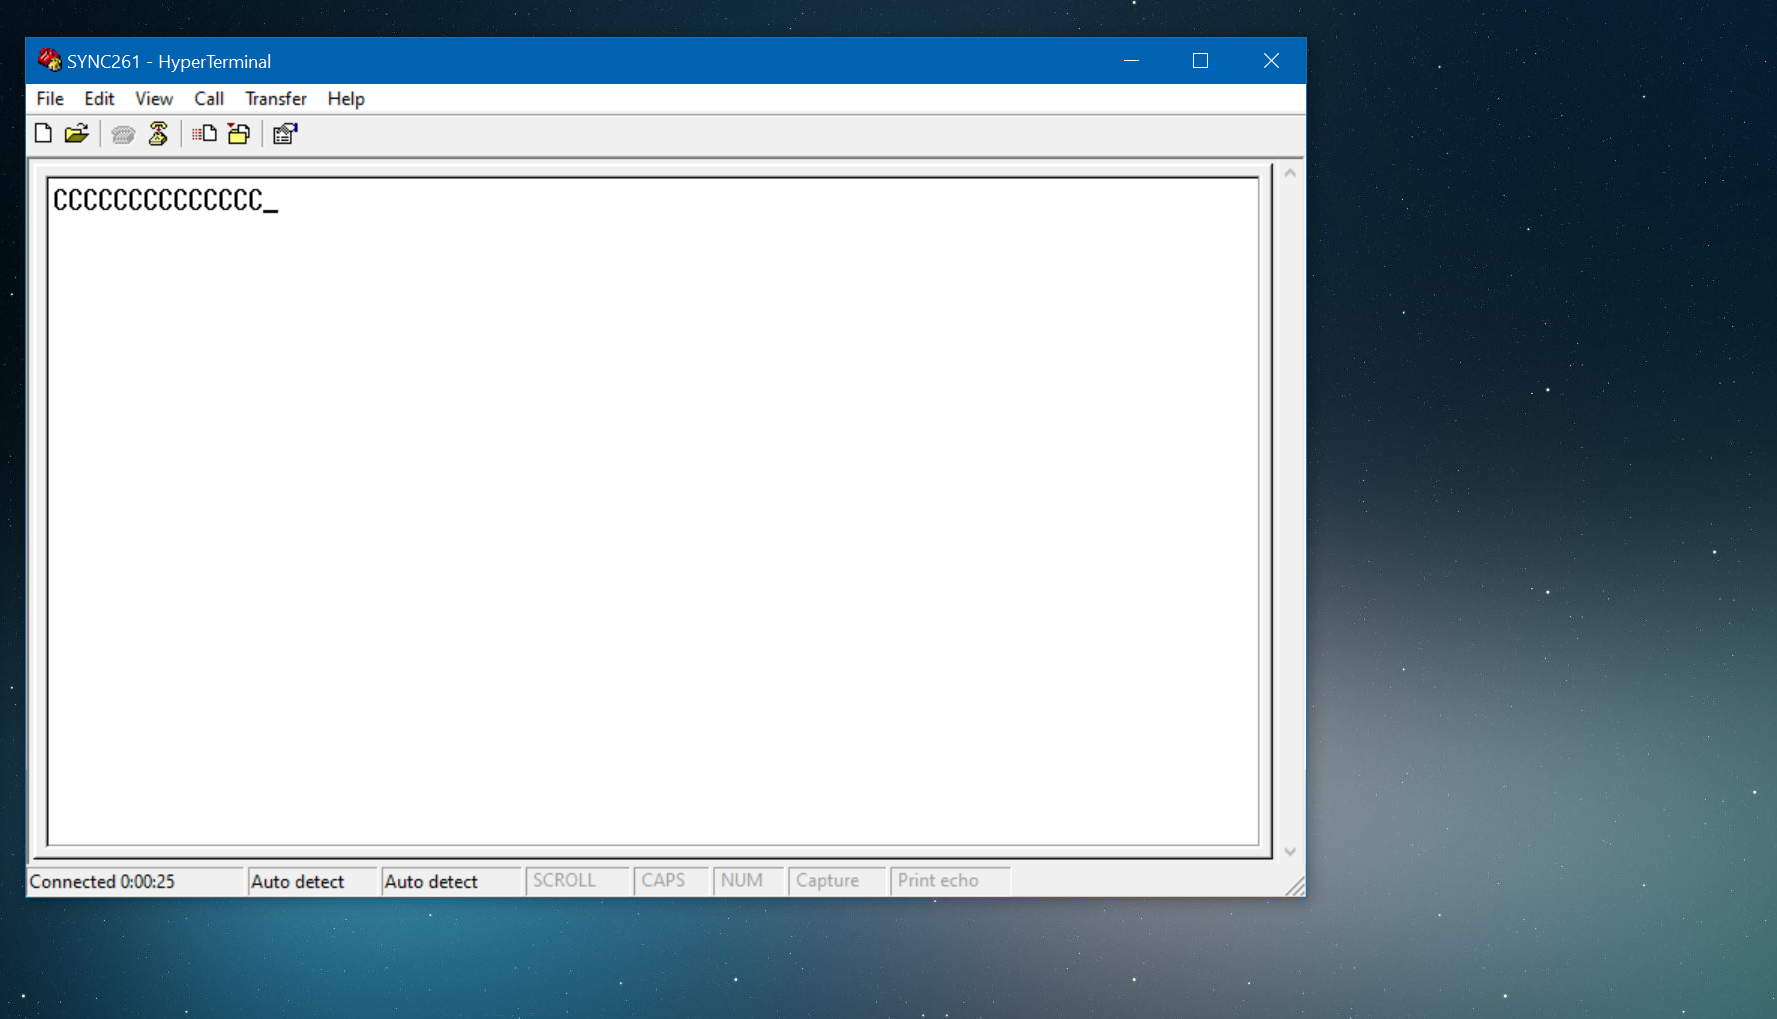 SYNC261 - HyperTerminal
File Edit View Call Transfer Help
CCCCCCCCCCCCCC_
Connected 0:00:25 Auto detect Auto detect SCROLL CAPS NUM Capture Print echo